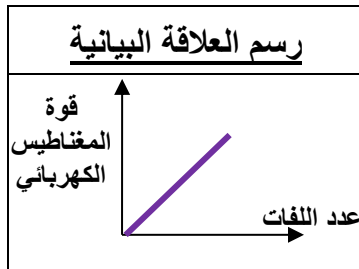 رسم العلاقة البيانية
قوة
المغناطيس
الكهربائي
عدد اللفات